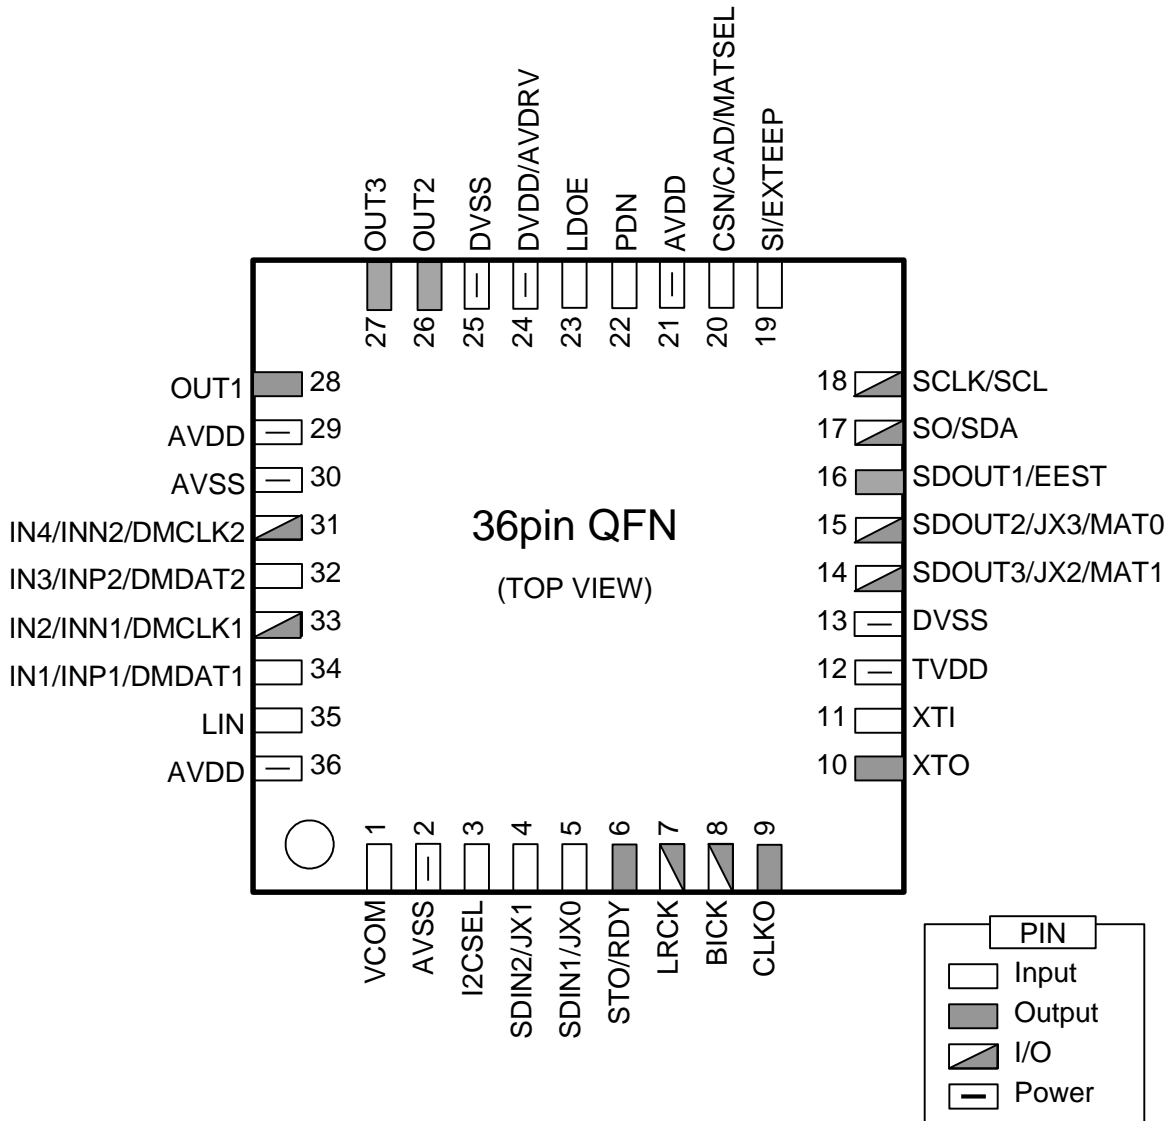 OUT3
OUT2
DVSS
DVDD/AVDRV
LDOE
PDN
AVDD
CSN/CAD/MATSEL
SI/EXTEEP
27
26
25
24
23
22
21
20
19
OUT1 28
AVDD 29
AVSS 30
IN4/INN2/DMCLK2 31
IN3/INP2/DMDAT2 32
IN2/INN1/DMCLK1 33
IN1/INP1/DMDAT1 34
LIN 35
AVDD 36
36pin QFN
(TOP VIEW)
18 SCLK/SCL
17 SO/SDA
16 SDOUT1/EEST
15 SDOUT2/JX3/MAT0
14 SDOUT3/JX2/MAT1
13 DVSS
12 TVDD
11 XTI
10 XTO
1
2
3
4
5
6
7
8
9
VCOM
AVSS
I2CSEL
SDIN2/JX1
SDIN1/JX0
STO/RDY
LRCK
BICK
CLKO
PIN
Input
Output
I/O
Power